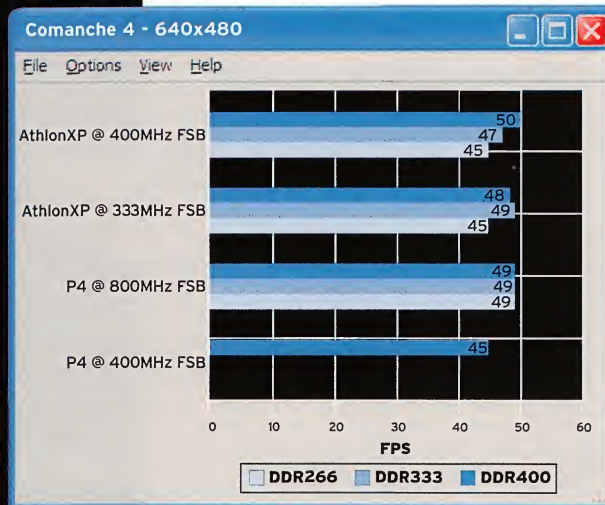 Comanche 4 - 640x480
File Options View Help
AthlonXP @ 400MHz FSB
50
47
45
AthlonXP @ 333MHz FSB
48
49
45
P4 @ 800MHz FSB
49
49
49
P4 @ 400MHz FSB
45
0 10 20 30 40 50 60
FPS
DDR266 DDR333 DDR400